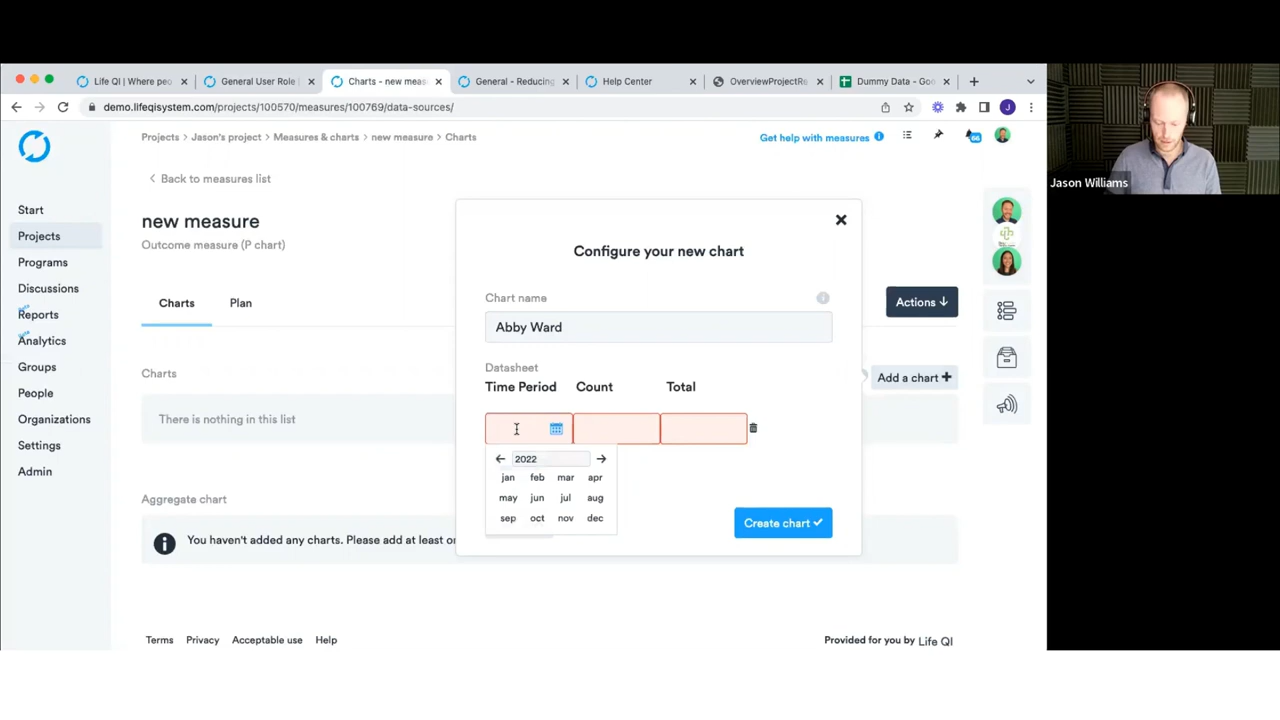 Life QI | Where peo
General User Role
Charts - new meas
General - Reducing
Help Center
OverviewProjectRe
Dummy Data - Goo
demo.lifeqisystem.com/projects/100570/measures/100769/data-sources/
J
Projects > Jason's project > Measures & charts > new measure > Charts
Get help with measures
Back to measures list
new measure
Outcome measure (P chart)
Charts
Plan
Actions
Start
Projects
Programs
Discussions
Reports
Analytics
Groups
People
Organizations
Settings
Admin
Charts
Add a chart +
There is nothing in this list
Aggregate chart
You haven't added any charts. Please add at least or
Configure your new chart
Chart name
Abby Ward
Datasheet
Time Period Count Total
2022
jan feb mar apr
may jun jul aug
sep oct nov dec
Create chart
Terms Privacy Acceptable use Help
Provided for you by Life QI
Jason Williams